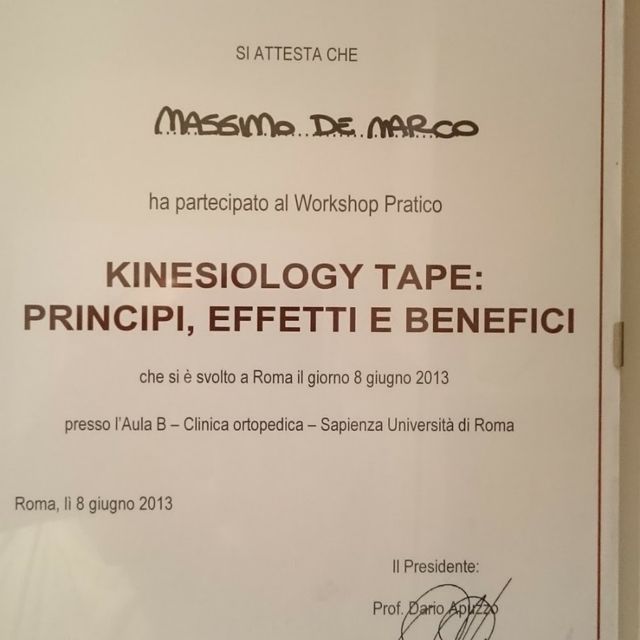 SI ATTESTA CHE
MASSIMO DE MARCO
ha partecipato al Workshop Pratico
KINESIOLOGY TAPE:
PRINCIPI, EFFETTI E BENEFICI
che si è svolto a Roma il giorno 8 giugno 2013
presso l'Aula B – Clinica ortopedica – Sapienza Università di Roma
Roma, lì 8 giugno 2013
Il Presidente:
Prof. Dario Apuzzo